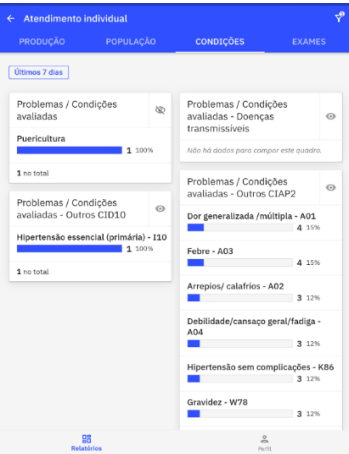 Atendimento individual
PRODUÇÃO
POPULAÇÃO
CONDIÇÕES
EXAMES
Últimos 7 dias
Problemas / Condições
avaliadas
Puericultura
1 100%
1 no total
Problemas / Condições
avaliadas - Outros CID10
Hipertensão essencial (primária) - I10
1 100%
1 no total
Problemas / Condições
avaliadas - Doenças
transmissíveis
Não há dados para compor este quadro.
Problemas / Condições
avaliadas - Outros CIAP2
Dor generalizada /múltipla - A01
4 15%
Febre - A03
4 15%
Arrepios/ calafrios - A02
3 12%
Debilidade/cansaço geral/fadiga -
A04
3 12%
Hipertensão sem complicações - K86
3 12%
Gravidez - W78
3 12%
Relatórios
Perfil